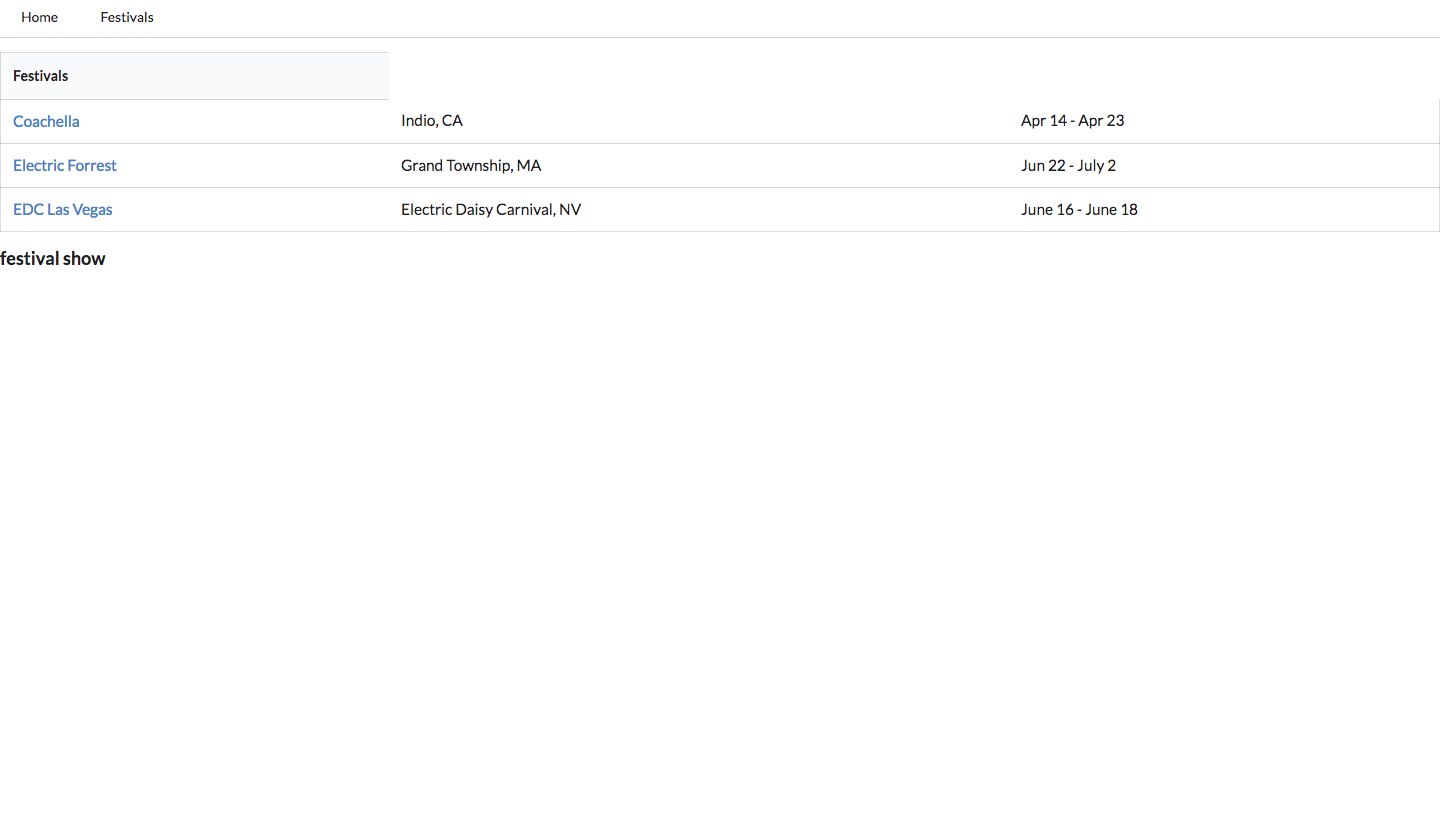 Home Festivals
Festivals
Coachella Indio, CA Apr 14 - Apr 23
Electric Forrest Grand Township, MA Jun 22 - July 2
EDC Las Vegas Electric Daisy Carnival, NV June 16 - June 18
festival show